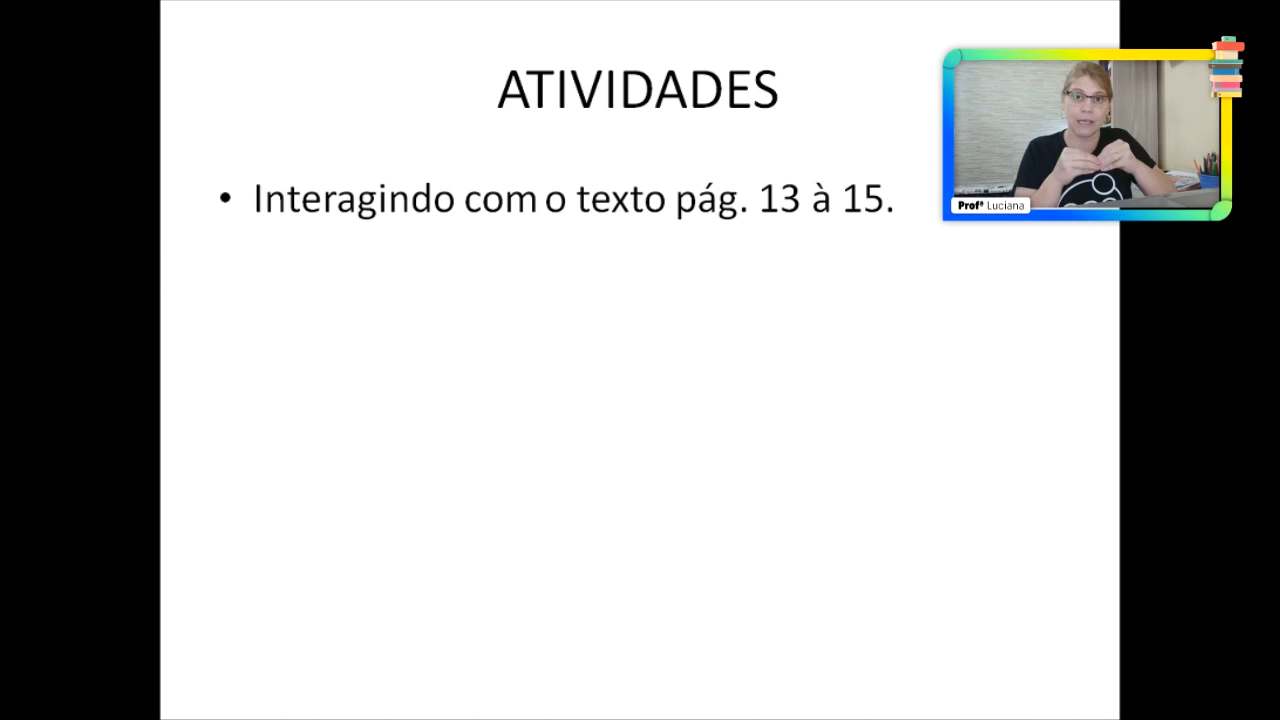 ATIVIDADES
• Interagindo com o texto pág. 13 à 15.
Profª Luciana